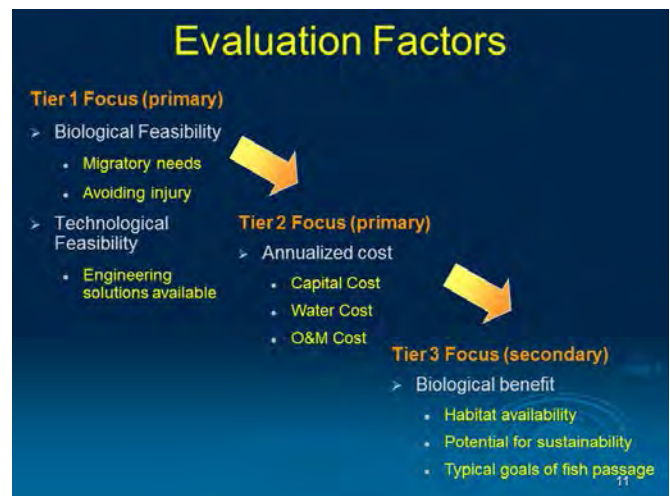 Evaluation Factors
Tier 1 Focus (primary)
➢ Biological Feasibility
• Migratory needs
• Avoiding injury
➢ Technological
Feasibility
• Engineering
solutions available
Tier 2 Focus (primary)
➢ Annualized cost
• Capital Cost
• Water Cost
• O&M Cost
Tier 3 Focus (secondary)
➢ Biological benefit
• Habitat availability
• Potential for sustainability
• Typical goals of fish passage
11